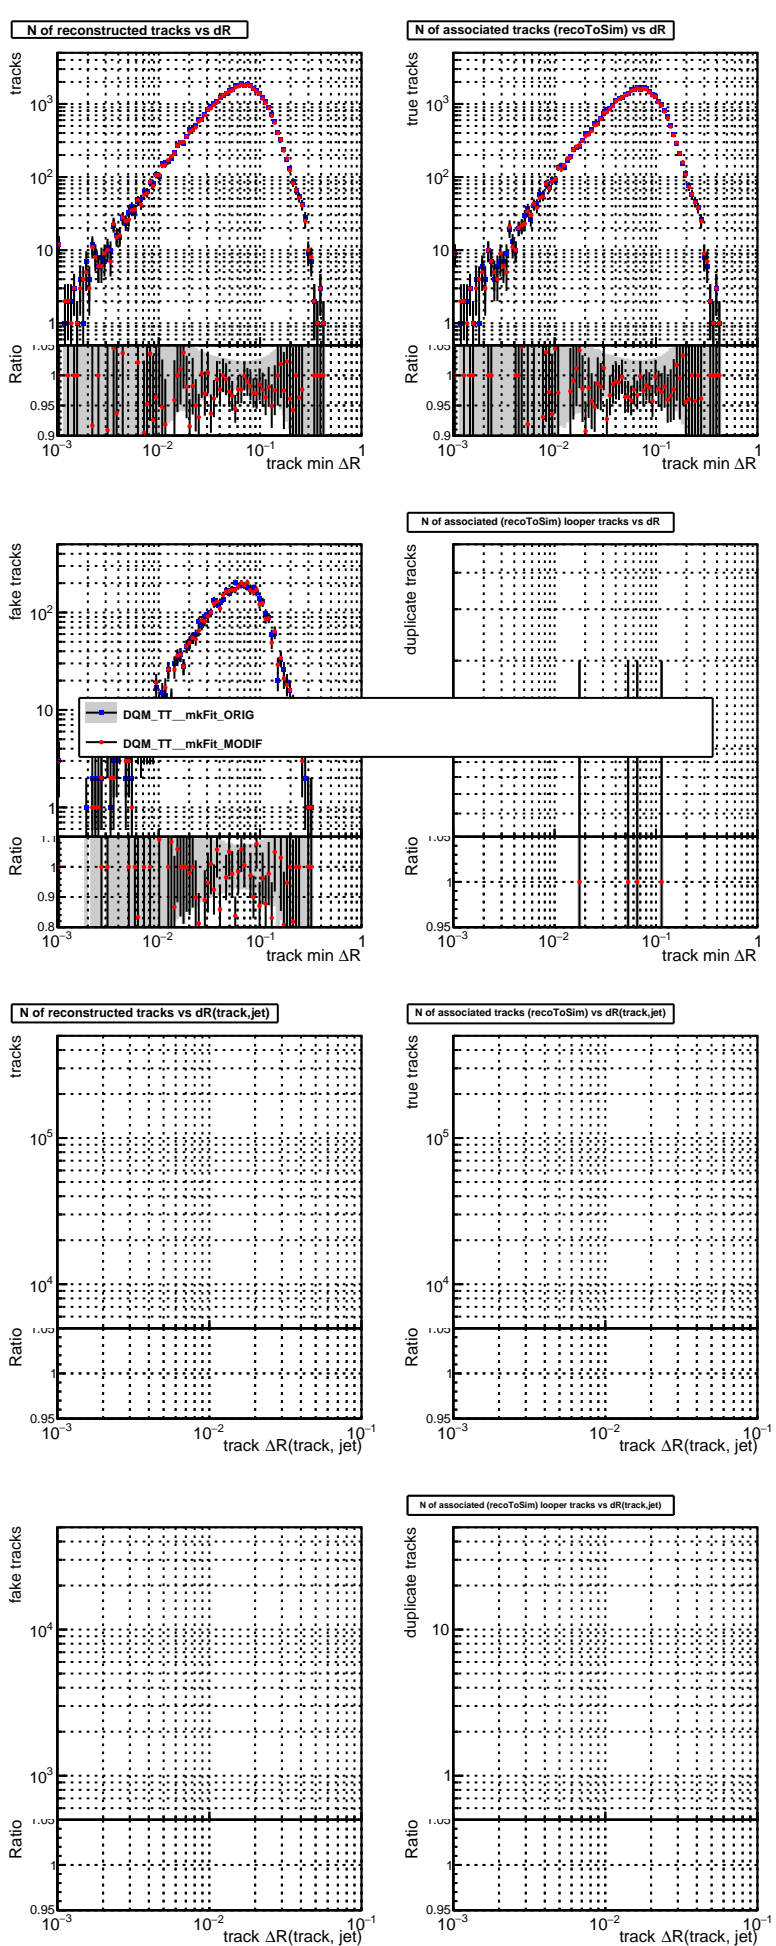 N of reconstructed tracks vs dR
tracks
10³
10²
10
1
Ratio
1.05
1
0.95
0.9
10⁻³ 10⁻² 10⁻¹ 1
track min ΔR
N of associated tracks (recoToSim) vs dR
true tracks
10³
10²
10
1
Ratio
1.05
1
0.95
0.9
10⁻³ 10⁻² 10⁻¹ 1
track min ΔR
fake tracks
10²
10
1
Ratio
1.1
1
0.9
0.8
10⁻³ 10⁻² 10⁻¹ 1
track min ΔR
N of associated (recoToSim) looper tracks vs dR
duplicate tracks
Ratio
1.05
1
0.95
10⁻³ 10⁻² 10⁻¹ 1
track min ΔR
DQM_TT__mkFit_ORIG
DQM_TT__mkFit_MODIF
N of reconstructed tracks vs dR(track,jet)
tracks
10⁵
10⁴
Ratio
1.05
1
0.95
10⁻³ 10⁻² 10⁻¹
track ΔR(track, jet)
N of associated tracks (recoToSim) vs dR(track,jet)
true tracks
10⁵
10⁴
Ratio
1.05
1
0.95
10⁻³ 10⁻² 10⁻¹
track ΔR(track, jet)
fake tracks
10⁴
10³
Ratio
1.05
1
0.95
10⁻³ 10⁻² 10⁻¹
track ΔR(track, jet)
N of associated (recoToSim) looper tracks vs dR(track,jet)
duplicate tracks
10
1
Ratio
1.05
1
0.95
10⁻³ 10⁻² 10⁻¹
track ΔR(track, jet)